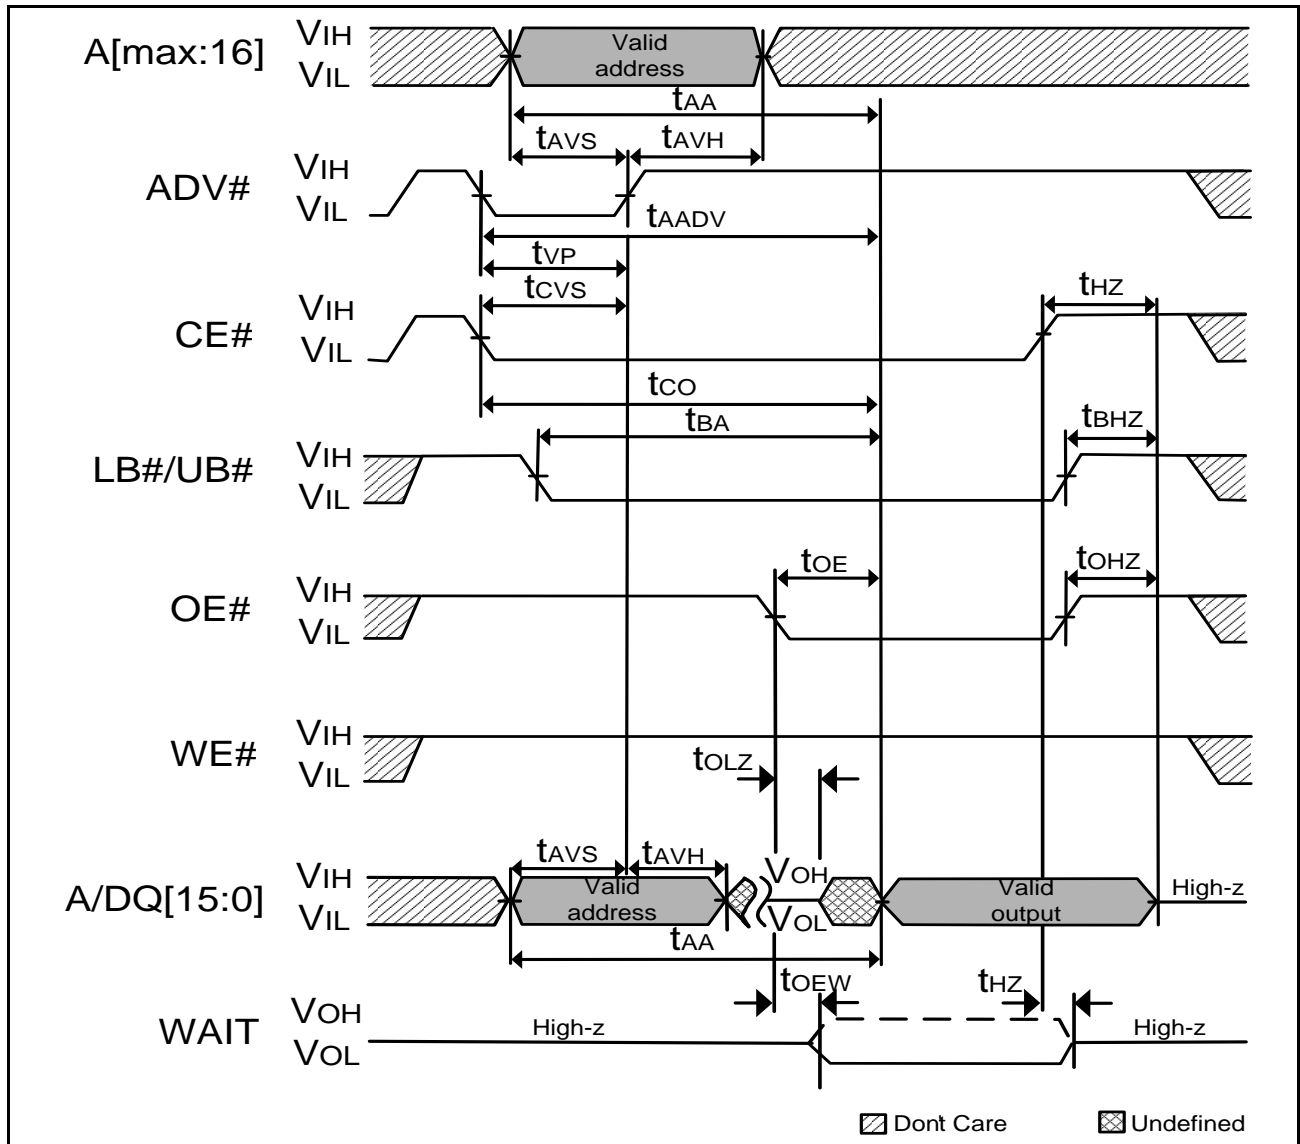 A[max:16]
VIH
VIL
Valid
address
tAA
tAVS
tAVH
ADV#
VIH
VIL
tAADV
tVP
tCVS
CE#
VIH
VIL
tHZ
tCO
tBA
tBHZ
LB#/UB#
VIH
VIL
tOE
tOHZ
OE#
VIH
VIL
WE#
VIH
VIL
tOLZ
tAVS
tAVH
A/DQ[15:0]
VIH
VIL
Valid
address
VOH
VOL
Valid
output
High-z
tAA
tOEW
tHZ
WAIT
VOH
VOL
High-z
High-z
Don't Care
Undefined